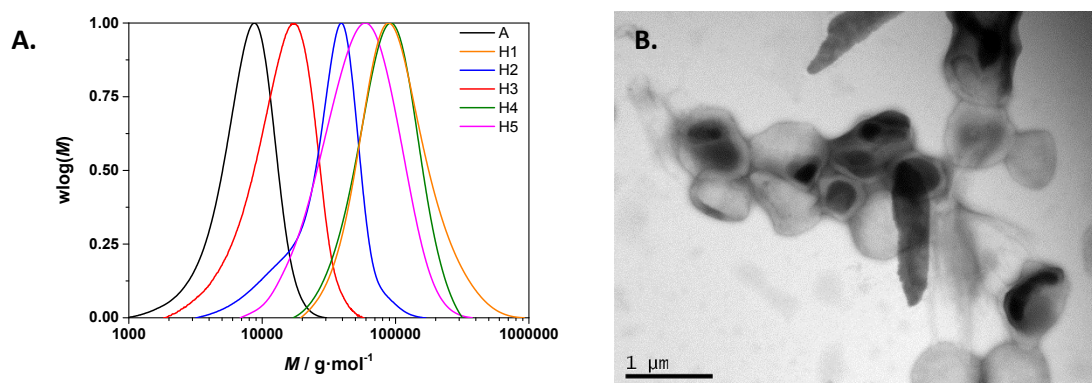 A.
1.00
0.75
0.50
0.25
0.00
wlog(M)
1000
10000
100000
1000000
M / g·mol⁻¹
A
H1
H2
H3
H4
H5
B.
1 µm